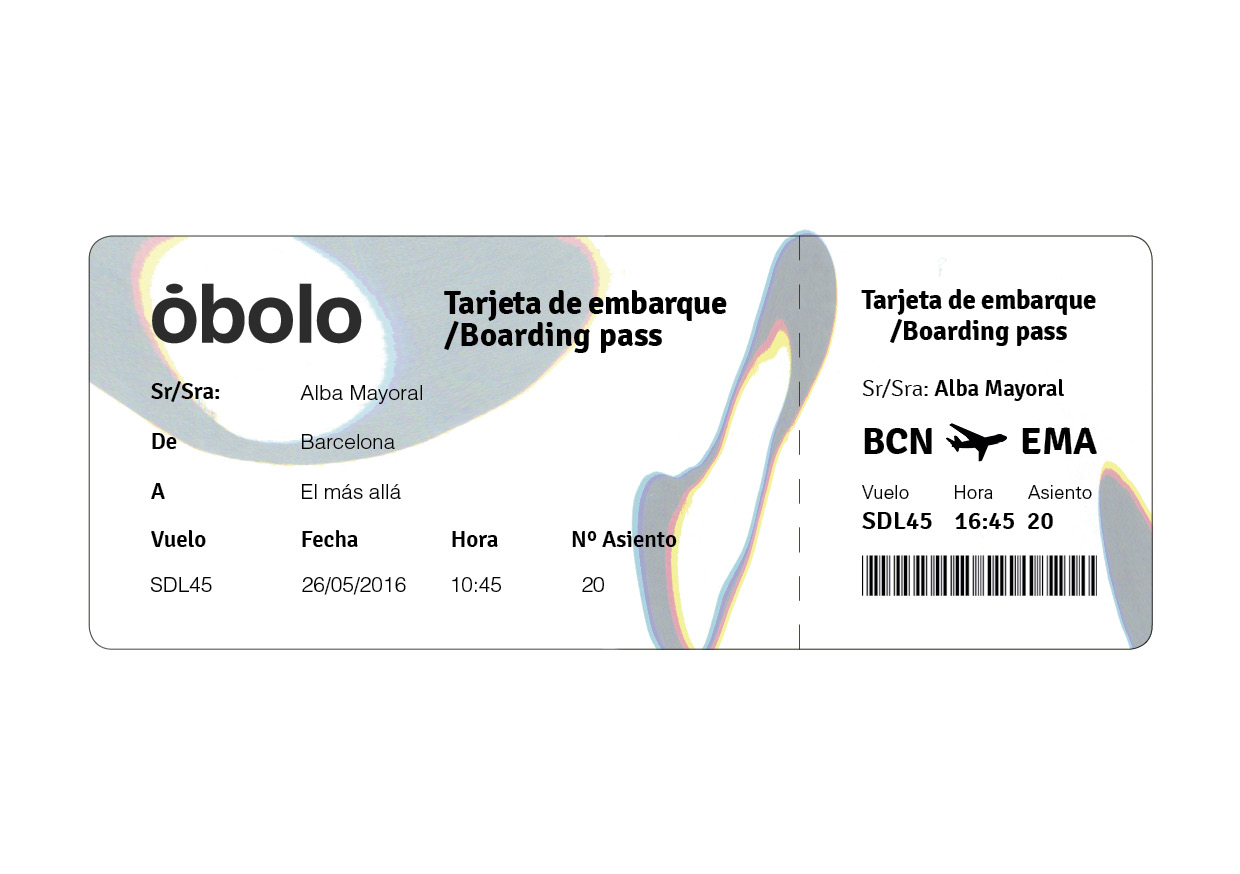 óbolo
Tarjeta de embarque
/Boarding pass
Sr/Sra: Alba Mayoral
De Barcelona
A El más allá
Vuelo Fecha Hora Nº Asiento
SDL45 26/05/2016 10:45 20
Tarjeta de embarque
/Boarding pass
Sr/Sra: Alba Mayoral
BCN EMA
Vuelo Hora Asiento
SDL45 16:45 20